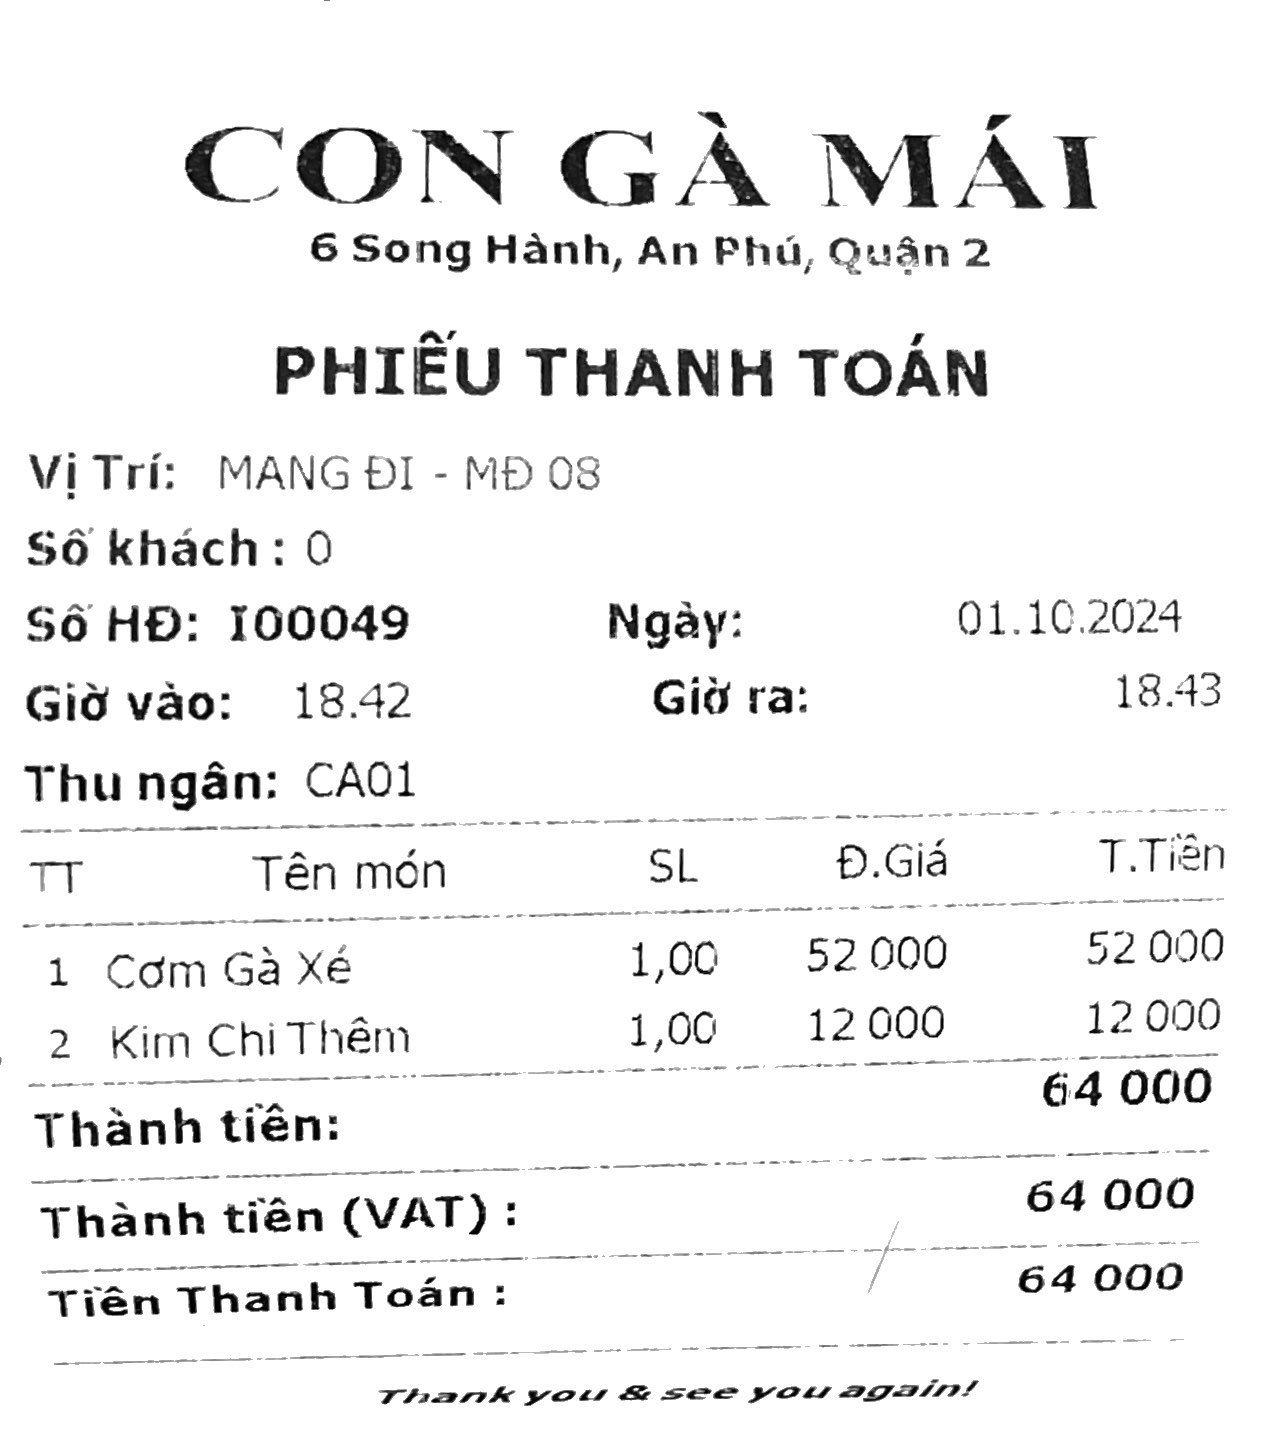 CON GÀ MÁI
6 Song Hành, An Phú, Quận 2
PHIẾU THANH TOÁN
Vị Trí: MANG ĐI - MĐ 08
Số khách : 0
Số HĐ: I00049 Ngày: 01.10.2024
Giờ vào: 18.42 Giờ ra: 18.43
Thu ngân: CA01
TT Tên món SL Đ.Giá T.Tiền
1 Cơm Gà Xé 1,00 52 000 52 000
2 Kim Chi Thêm 1,00 12 000 12 000
Thành tiền: 64 000
Thành tiền (VAT) : 64 000
Tiền Thanh Toán : 64 000
Thank you & see you again!